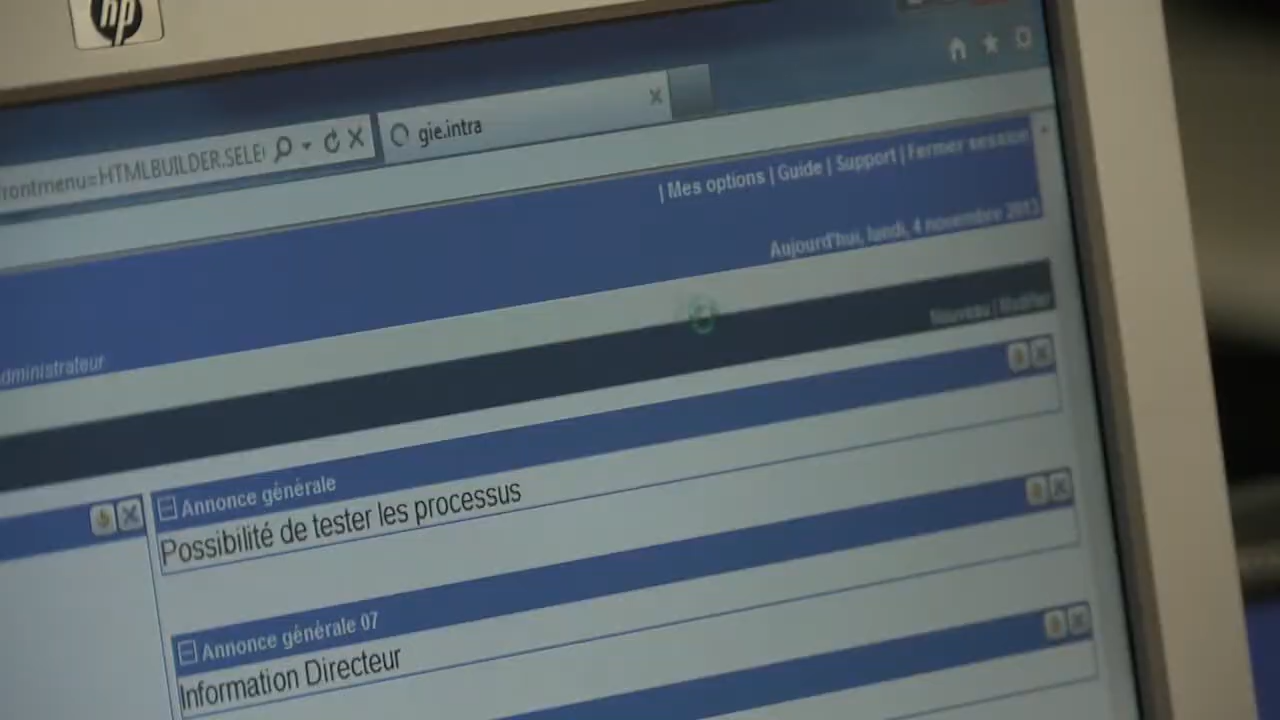 hp
frontmenu=HTMLBUILDER.SELE
gie.intra
| Mes options | Guide | Support | Fermer session
Aujourd'hui, lundi, 4 novembre 2013
dministrateur
Nouveau |
Annonce générale
Possibilité de tester les processus
Annonce générale 07
Information Directeur